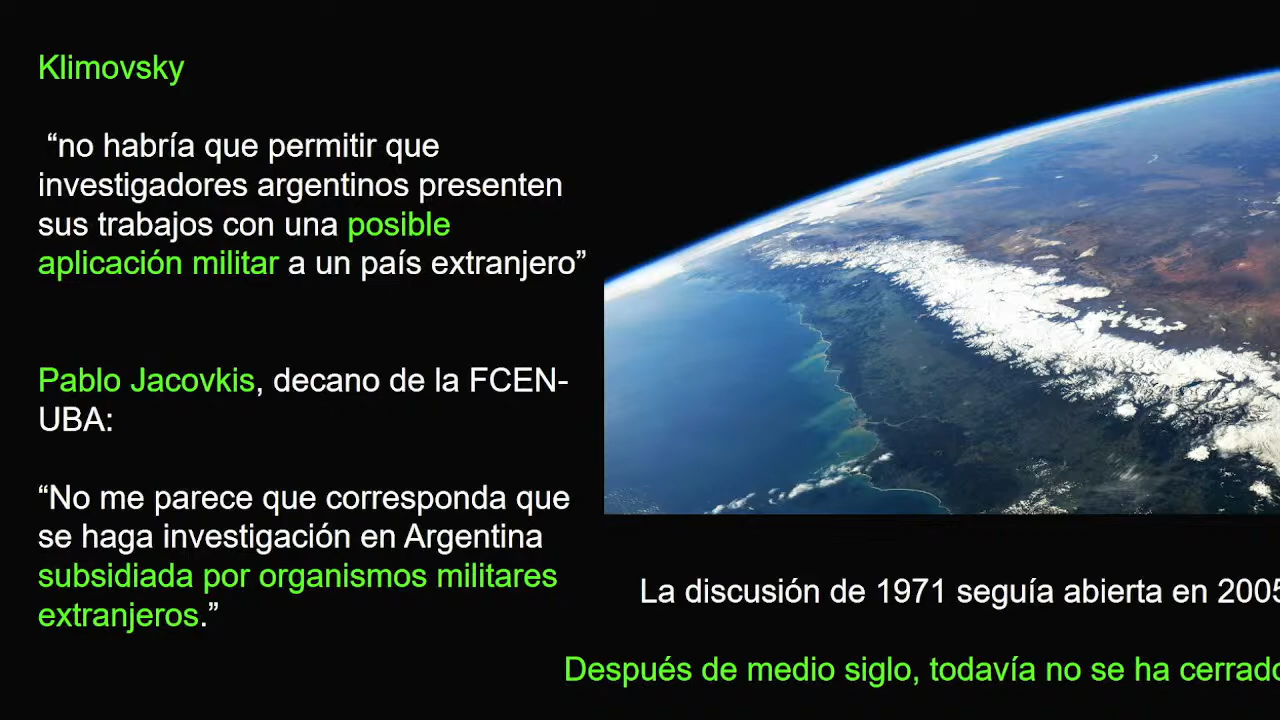 Klimovsky
“no habría que permitir que
investigadores argentinos presenten
sus trabajos con una posible
aplicación militar a un país extranjero”
Pablo Jacovkis, decano de la FCEN-
UBA:
“No me parece que corresponda que
se haga investigación en Argentina
subsidiada por organismos militares
extranjeros.”
La discusión de 1971 seguía abierta en 2005
Después de medio siglo, todavía no se ha cerrado